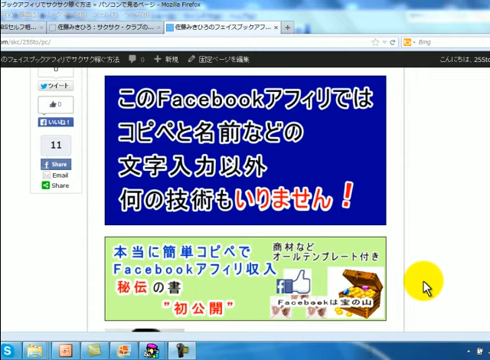 ブックアフィリでサクサク稼ぐ方法 » パソコンで見るページ - Mozilla Firefox
佐藤みきひろ：サクサク・クラブの...
佐藤みきひろのフェイスブックアフ...
om/skc/255to/pc/
Bing
のフェイスブックアフィリでサクサク稼ぐ方法
0
新規
固定ページを編集
こんにちは、255to
0
ツイート
0
いいね！
11
Share
Email
Share
このFacebookアフィリでは
コピペと名前などの
文字入力以外
何の技術もいりません！
本当に簡単コピペで
Facebookアフィリ収入
秘伝の書
"初公開"
商材など
オールテンプレート付き
Facebookは宝の山